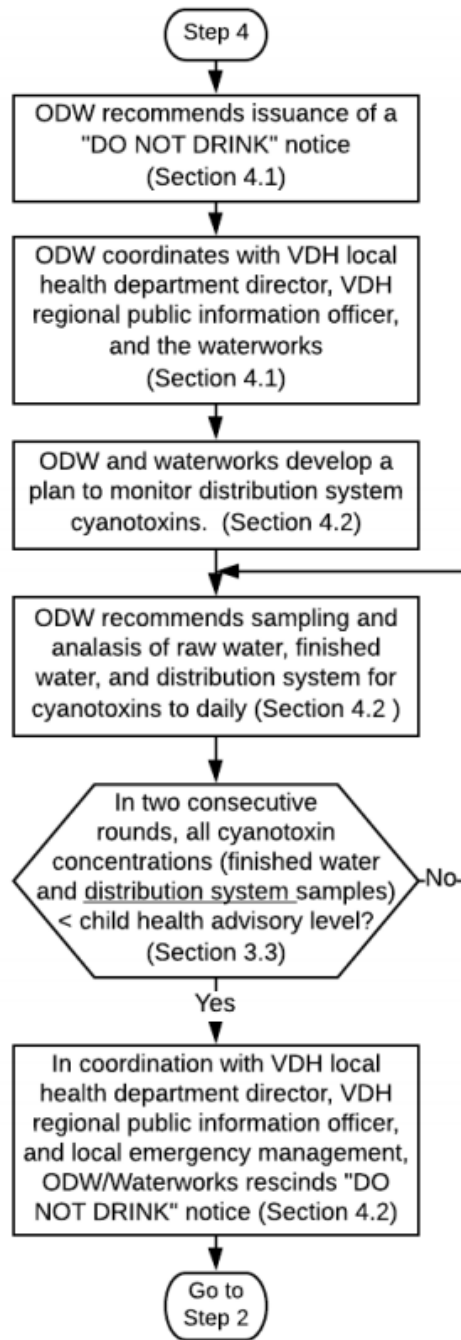 Step 4
ODW recommends issuance of a
"DO NOT DRINK" notice
(Section 4.1)
ODW coordinates with VDH local
health department director, VDH
regional public information officer,
and the waterworks
(Section 4.1)
ODW and waterworks develop a
plan to monitor distribution system
cyanotoxins. (Section 4.2)
ODW recommends sampling and
analasis of raw water, finished
water, and distribution system for
cyanotoxins to daily (Section 4.2 )
In two consecutive
rounds, all cyanotoxin
concentrations (finished water
and distribution system samples)
< child health advisory level?
(Section 3.3)
No
Yes
In coordination with VDH local
health department director, VDH
regional public information officer,
and local emergency management,
ODW/Waterworks rescinds "DO
NOT DRINK" notice (Section 4.2)
Go to
Step 2